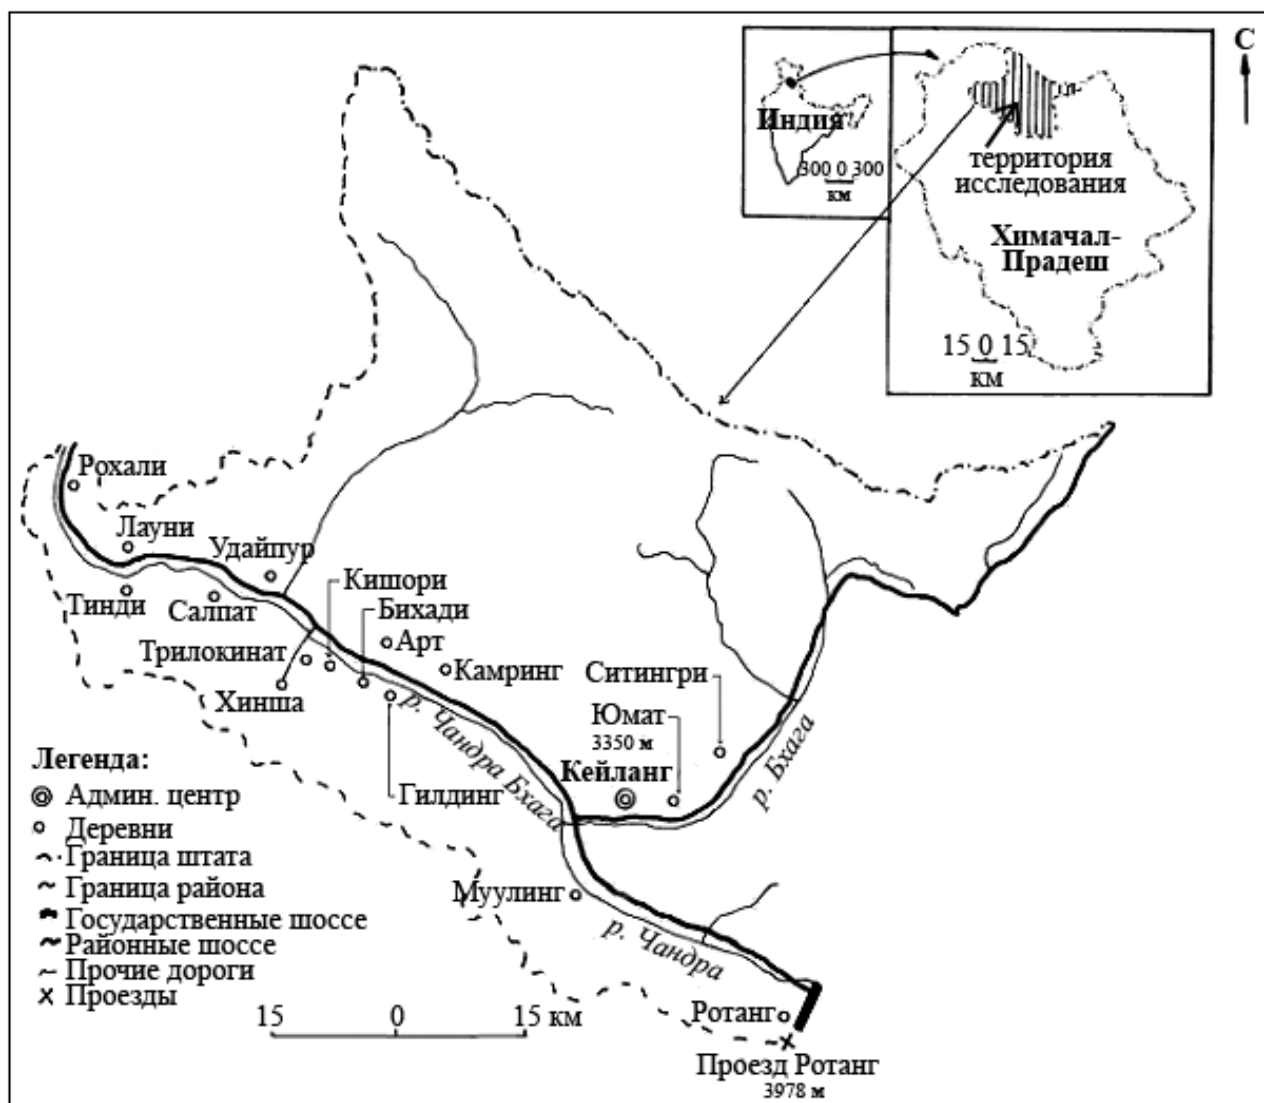 С
Индия
300 0 300
км
территория
исследования
Химачал-
Прадеш
15 0 15
км
Рохали
Лауни
Удайпур
Тинди
Салпат
Кишори
Бихади
Арт
Трилокинат
Камринг
Хинша
Ситингри
Юмат
3350 м
Кейланг
р. Чандра Бхага
р. Бхага
Гилдинг
Муулинг
р. Чандра
Легенда:
Админ. центр
Деревни
Граница штата
Граница района
Государственные шоссе
Районные шоссе
Прочие дороги
Проезды
15 0 15 км
Ротанг
Проезд Ротанг
3978 м